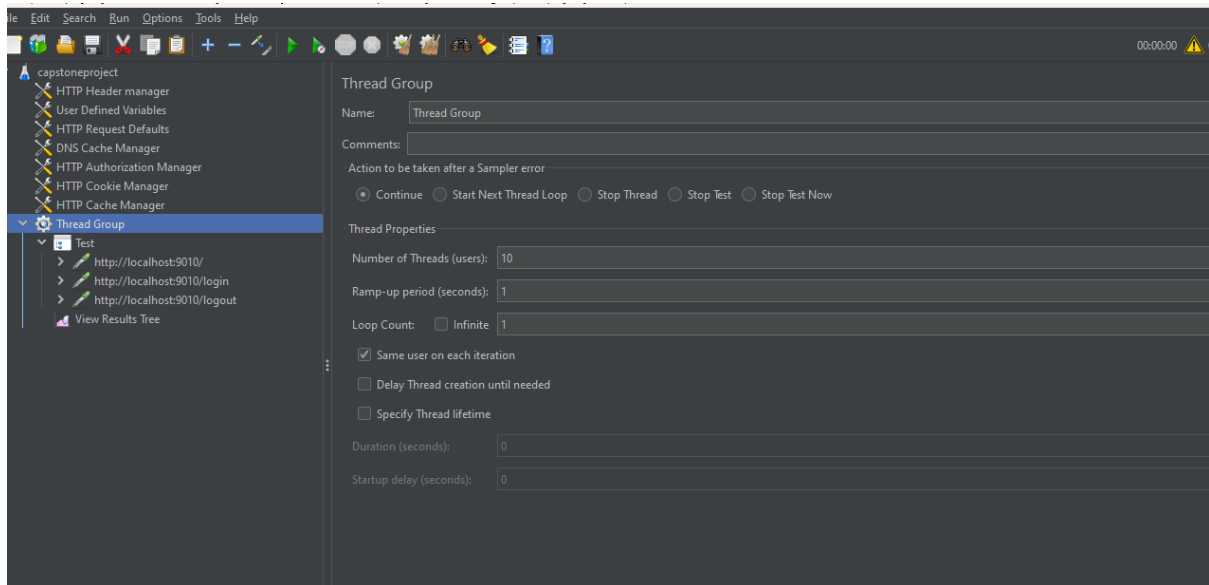 ile Edit Search Run Options Tools Help
00:00:00
capstoneproject
HTTP Header manager
User Defined Variables
HTTP Request Defaults
DNS Cache Manager
HTTP Authorization Manager
HTTP Cookie Manager
HTTP Cache Manager
Thread Group
Test
http://localhost:9010/
http://localhost:9010/login
http://localhost:9010/logout
View Results Tree
Thread Group
Name: Thread Group
Comments:
Action to be taken after a Sampler error
Continue Start Next Thread Loop Stop Thread Stop Test Stop Test Now
Thread Properties
Number of Threads (users): 10
Ramp-up period (seconds): 1
Loop Count: Infinite 1
Same user on each iteration
Delay Thread creation until needed
Specify Thread lifetime
Duration (seconds): 0
Startup delay (seconds): 0